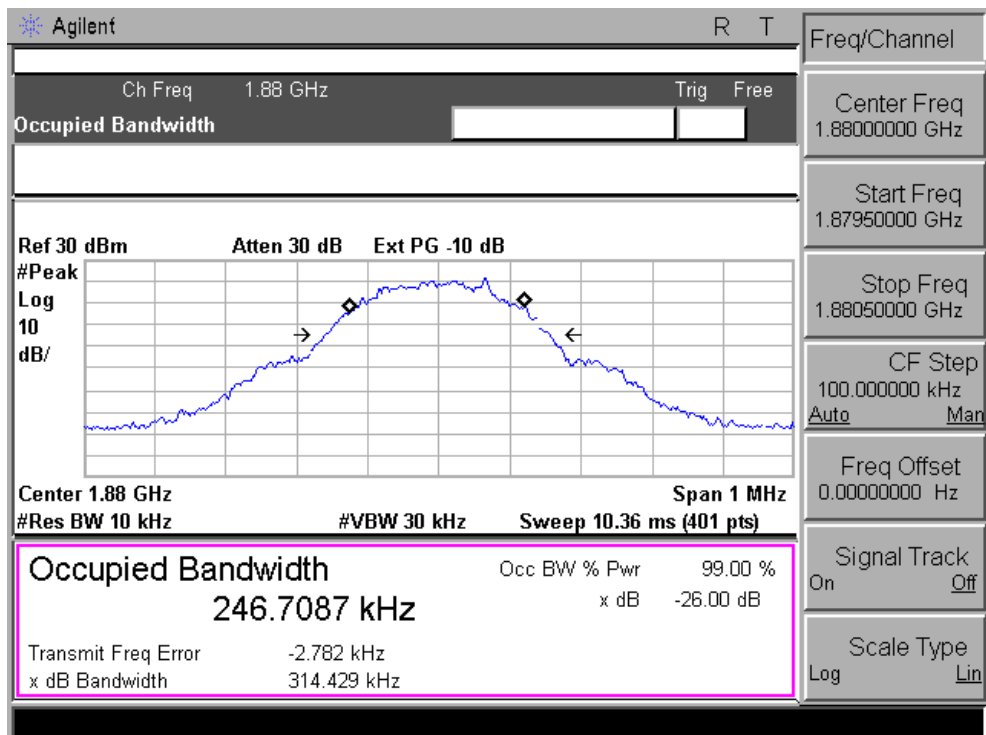 Agilent R T
Ch Freq 1.88 GHz Trig Free
Occupied Bandwidth
Ref 30 dBm Atten 30 dB Ext PG -10 dB
#Peak
Log
10
dB/
Center 1.88 GHz Span 1 MHz
#Res BW 10 kHz #VBW 30 kHz Sweep 10.36 ms (401 pts)
Occupied Bandwidth Occ BW % Pwr 99.00 %
246.7087 kHz x dB -26.00 dB
Transmit Freq Error -2.782 kHz
x dB Bandwidth 314.429 kHz
Freq/Channel
Center Freq
1.88000000 GHz
Start Freq
1.87950000 GHz
Stop Freq
1.88050000 GHz
CF Step
100.000000 kHz
Auto Man
Freq Offset
0.00000000 Hz
Signal Track
On Off
Scale Type
Log Lin